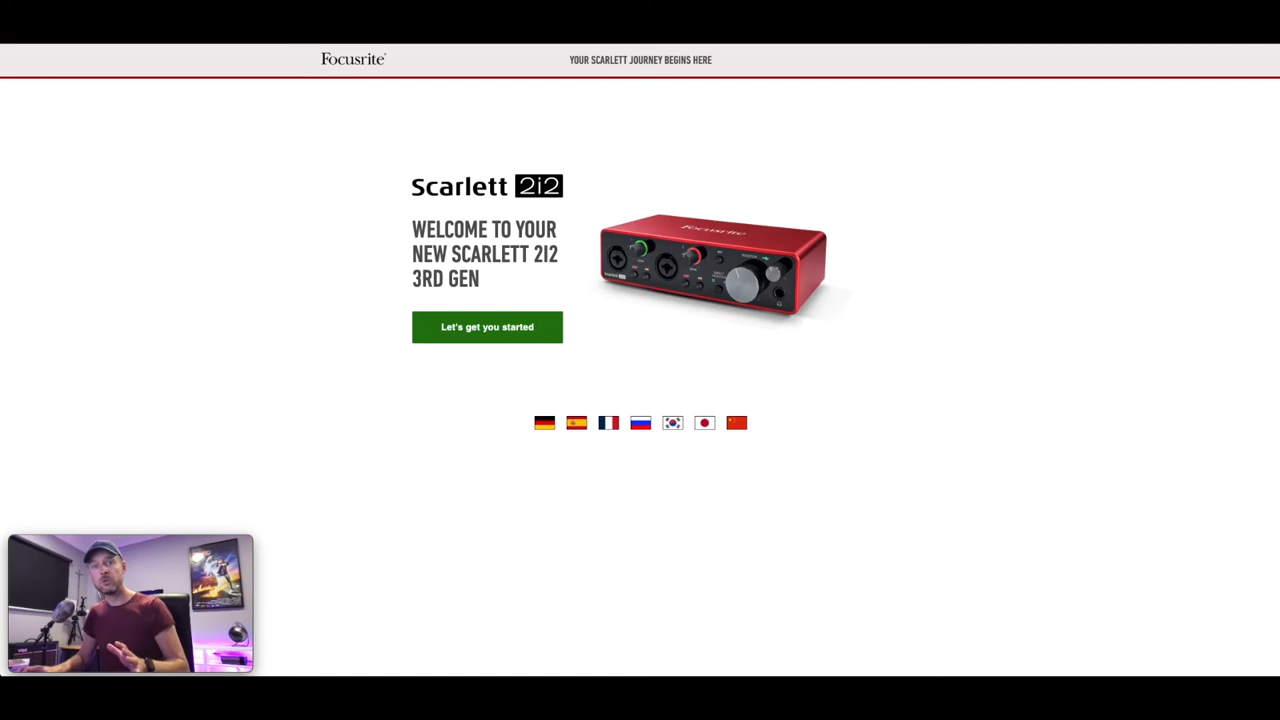 Focusrite®
YOUR SCARLETT JOURNEY BEGINS HERE
Scarlett 2i2
WELCOME TO YOUR
NEW SCARLETT 2I2
3RD GEN
Let's get you started
Focusrite